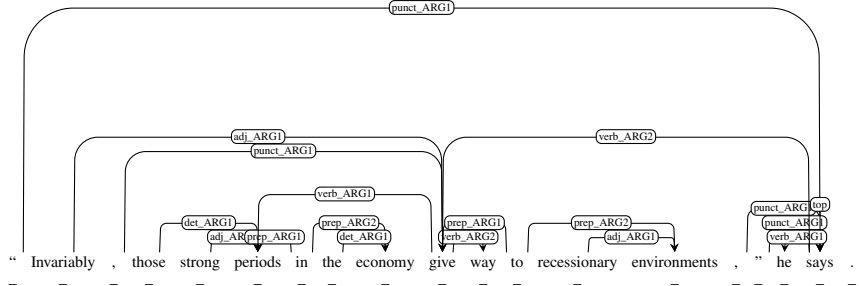 punct_ARG1
adj_ARG1 verb_ARG2
punct_ARG1
verb_ARG1
punct_ARG1 top
det_ARG1 prep_ARG2 prep_ARG1 prep_ARG2 punct_ARG1
adj_AR prep_ARG1 det_ARG1 verb_ARG2 adj_ARG1 verb_ARG1
“ Invariably , those strong periods in the economy give way to recessionary environments , ” he says .
_ _ _ _ _ _ _ _ _ _ _ _ _ _ _ _ _ _ _